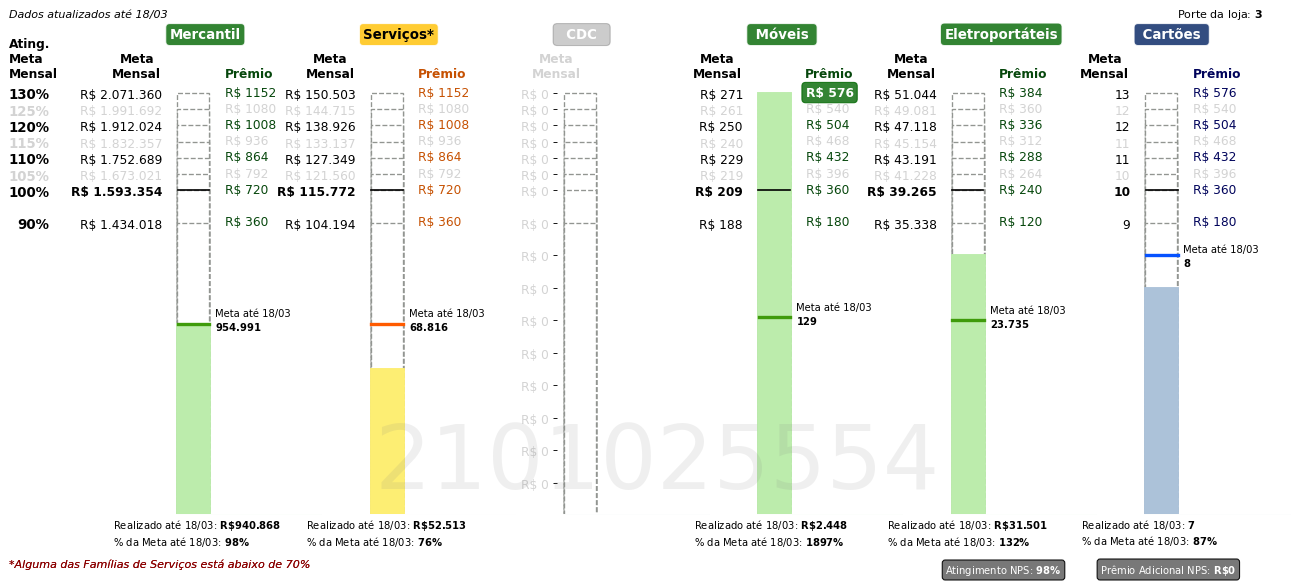 Dados atualizados até 18/03
Porte da loja: 3
Mercantil Serviços* CDC Móveis Eletroportáteis Cartões
Ating.
Meta Meta Meta Meta Meta Meta Meta
Mensal Mensal Prêmio Mensal Prêmio Mensal Mensal Prêmio Mensal Prêmio Mensal Prêmio
130% R$ 2.071.360 R$ 1152 R$ 150.503 R$ 1152 R$ 0 R$ 271 R$ 576 R$ 51.044 R$ 384 13 R$ 576
125% R$ 1.991.692 R$ 1080 R$ 144.715 R$ 1080 R$ 0 R$ 261 R$ 540 R$ 49.081 R$ 360 12 R$ 540
120% R$ 1.912.024 R$ 1008 R$ 138.926 R$ 1008 R$ 0 R$ 250 R$ 504 R$ 47.118 R$ 336 12 R$ 504
115% R$ 1.832.357 R$ 936 R$ 133.137 R$ 936 R$ 0 R$ 240 R$ 468 R$ 45.154 R$ 312 11 R$ 468
110% R$ 1.752.689 R$ 864 R$ 127.349 R$ 864 R$ 0 R$ 229 R$ 432 R$ 43.191 R$ 288 11 R$ 432
105% R$ 1.673.021 R$ 792 R$ 121.560 R$ 792 R$ 0 R$ 219 R$ 396 R$ 41.228 R$ 264 10 R$ 396
100% R$ 1.593.354 R$ 720 R$ 115.772 R$ 720 R$ 0 R$ 209 R$ 360 R$ 39.265 R$ 240 10 R$ 360
90% R$ 1.434.018 R$ 360 R$ 104.194 R$ 360 R$ 0 R$ 188 R$ 180 R$ 35.338 R$ 120 9 R$ 180
R$ 0 Meta até 18/03
8
R$ 0
Meta até 18/03 Meta até 18/03 R$ 0 Meta até 18/03 Meta até 18/03
954.991 68.816 129 23.735
R$ 0
R$ 0
R$ 0
R$ 0
R$ 0
2101025554
Realizado até 18/03: R$940.868 Realizado até 18/03: R$52.513 Realizado até 18/03: R$2.448 Realizado até 18/03: R$31.501 Realizado até 18/03: 7
% da Meta até 18/03: 98% % da Meta até 18/03: 76% % da Meta até 18/03: 1897% % da Meta até 18/03: 132% % da Meta até 18/03: 87%
*Alguma das Famílias de Serviços está abaixo de 70%
Atingimento NPS: 98% Prêmio Adicional NPS: R$0